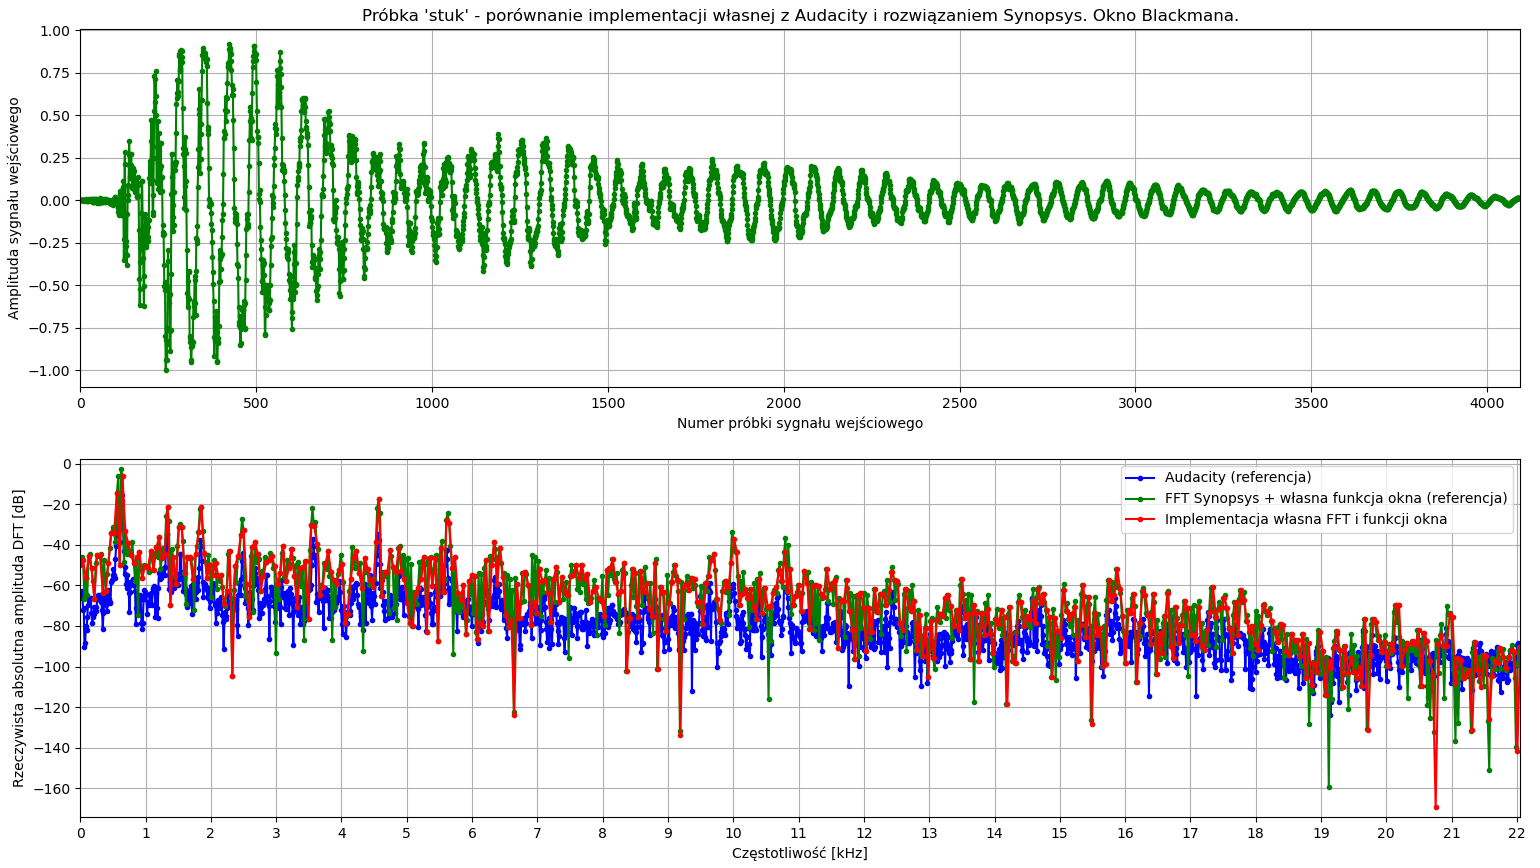 Próbka 'stuk' - porównanie implementacji własnej z Audacity i rozwiązaniem Synopsys. Okno Blackmana.
1.00
0.75
0.50
0.25
0.00
−0.25
−0.50
−0.75
−1.00
Amplituda sygnału wejściowego
0 500 1000 1500 2000 2500 3000 3500 4000
Numer próbki sygnału wejściowego
0
−20
−40
−60
−80
−100
−120
−140
−160
Rzeczywista absolutna amplituda DFT [dB]
Audacity (referencja)
FFT Synopsys + własna funkcja okna (referencja)
Implementacja własna FFT i funkcji okna
0 1 2 3 4 5 6 7 8 9 10 11 12 13 14 15 16 17 18 19 20 21 22
Częstotliwość [kHz]